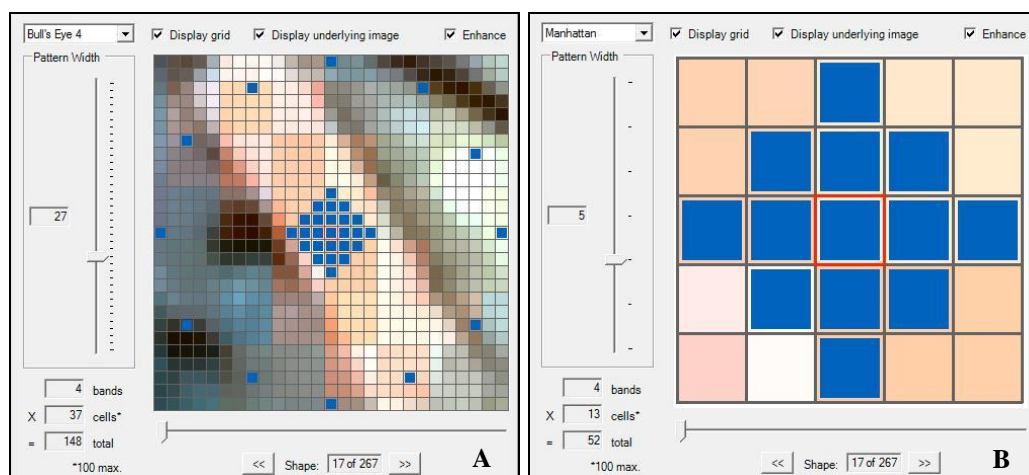 Bull's Eye 4
Display grid
Display underlying image
Enhance
Pattern Width
27
4 bands
X 37 cells*
= 148 total
*100 max.
<< Shape: 17 of 267 >>
A
Manhattan
Display grid
Display underlying image
Enhance
Pattern Width
5
4 bands
X 13 cells*
= 52 total
*100 max.
<< Shape: 17 of 267 >>
B